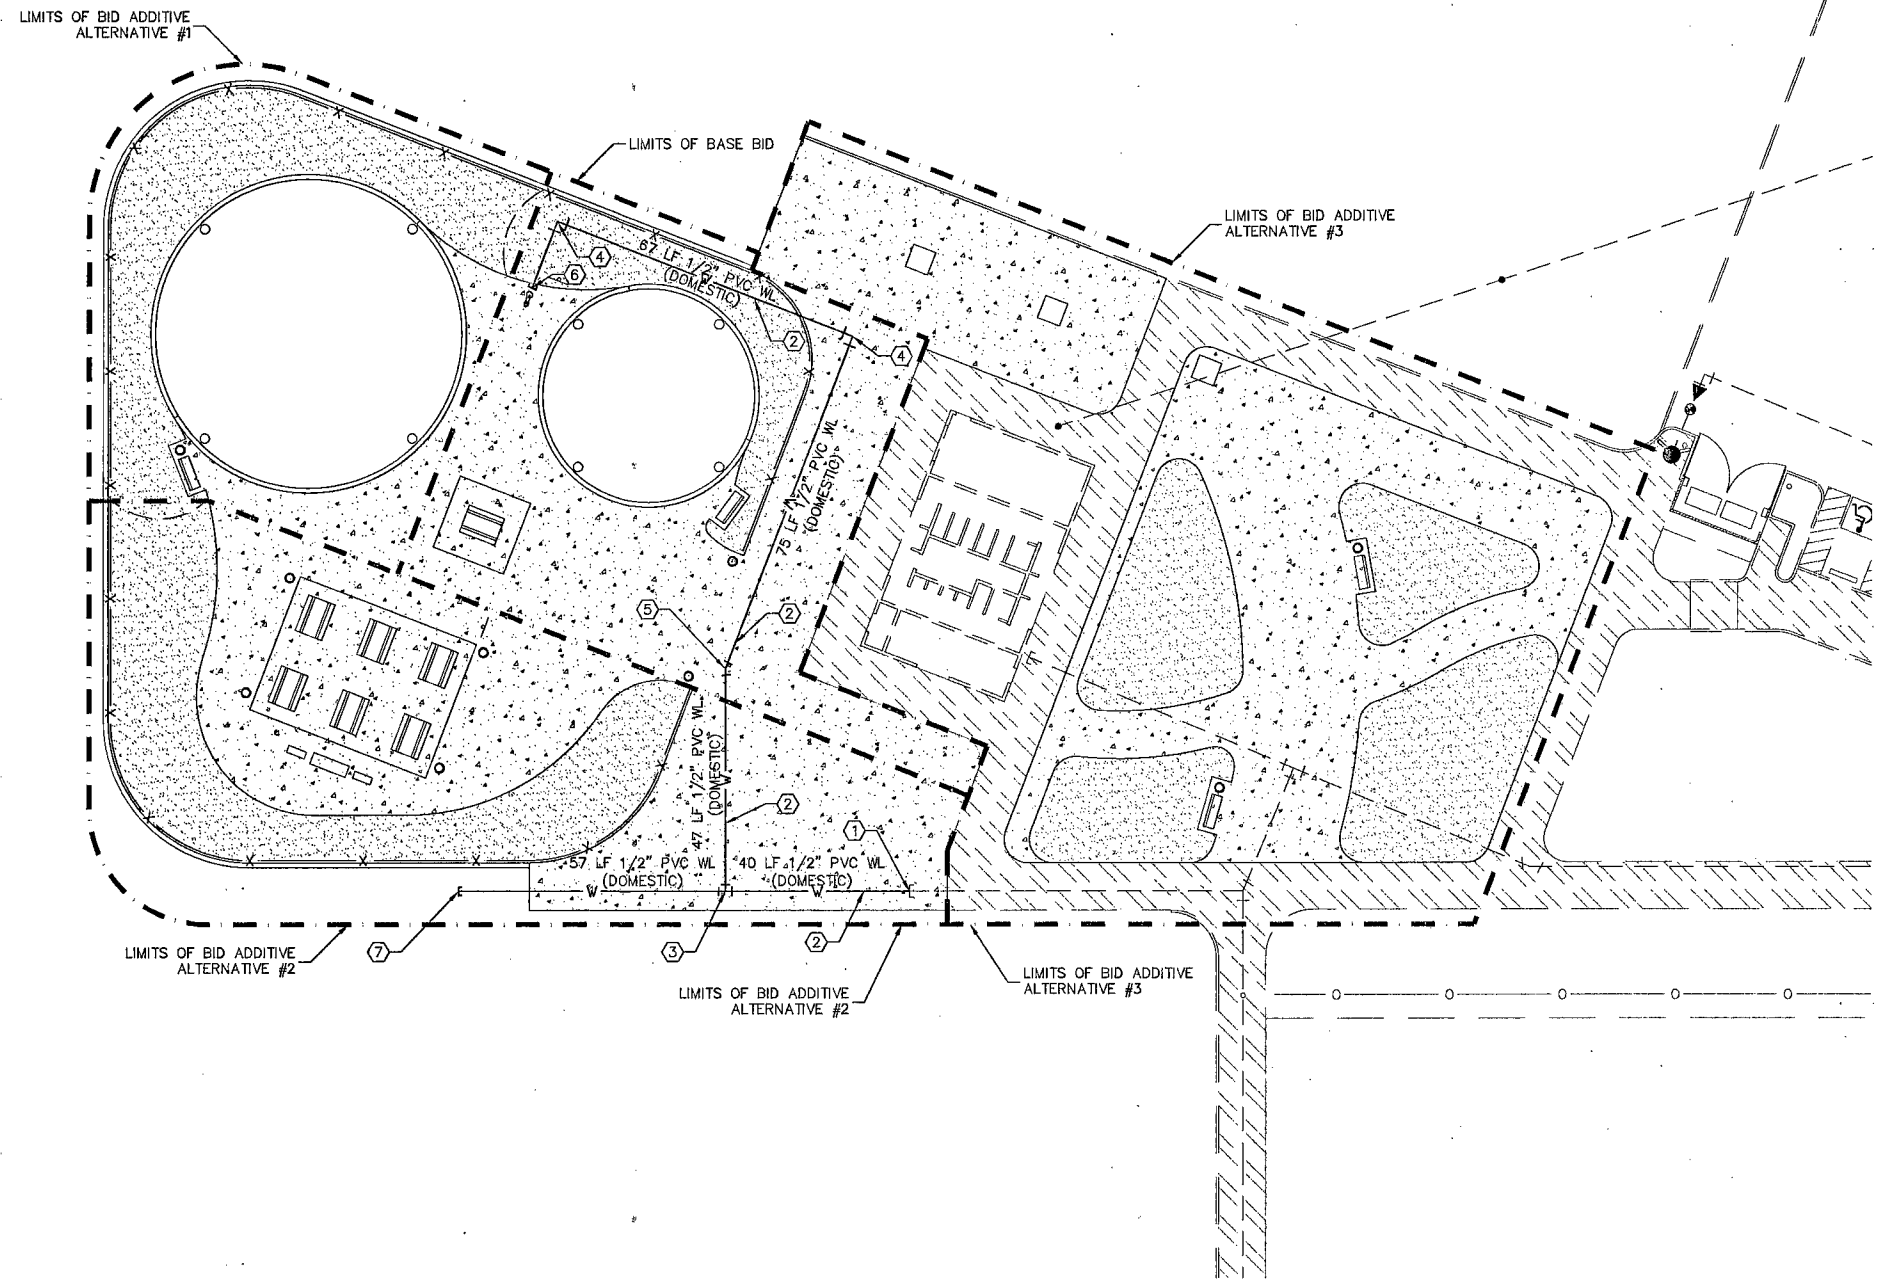 LIMITS OF BID ADDITIVE
ALTERNATIVE #1
LIMITS OF BASE BID
LIMITS OF BID ADDITIVE
ALTERNATIVE #3
4
67 LF 1/2" PVC WL
(DOMESTIC)
W
6
2
4
75 LF 1/2" PVC WL
(DOMESTIC)
W
5
2
47 LF 1/2" PVC WL
(DOMESTIC)
W
2
1
57 LF 1/2" PVC WL
(DOMESTIC)
W
40 LF 1/2" PVC WL
(DOMESTIC)
W
E
LIMITS OF BID ADDITIVE
ALTERNATIVE #2
7
3
2
LIMITS OF BID ADDITIVE
ALTERNATIVE #2
LIMITS OF BID ADDITIVE
ALTERNATIVE #3